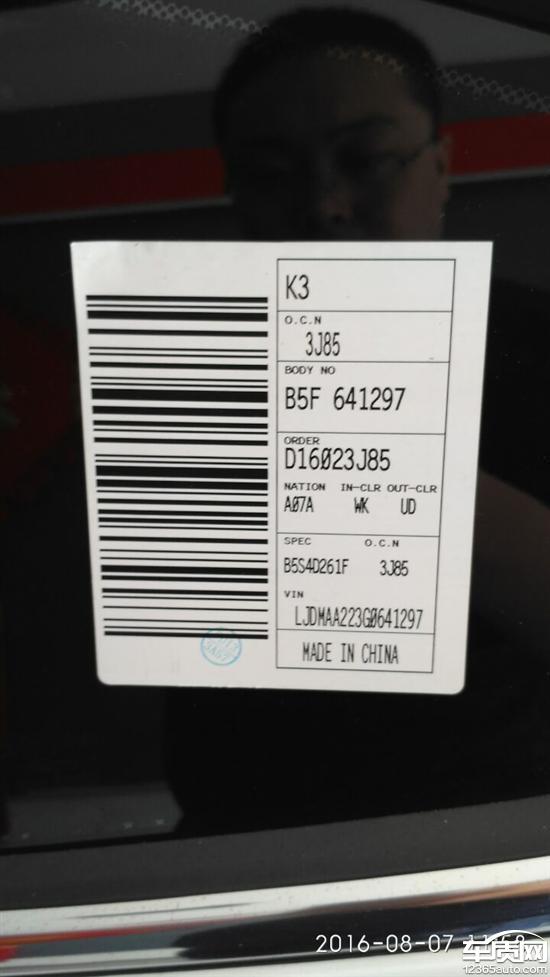 K3
O.C.N
3J85
BODY NO
B5F 641297
ORDER
D16023J85
NATION IN-CLR OUT-CLR
A07A WK UD
SPEC O.C.N
B5S4D261F 3J85
VIN
LJDMAA223G0641297
MADE IN CHINA
2016-08-07
车质网
12365auto.com